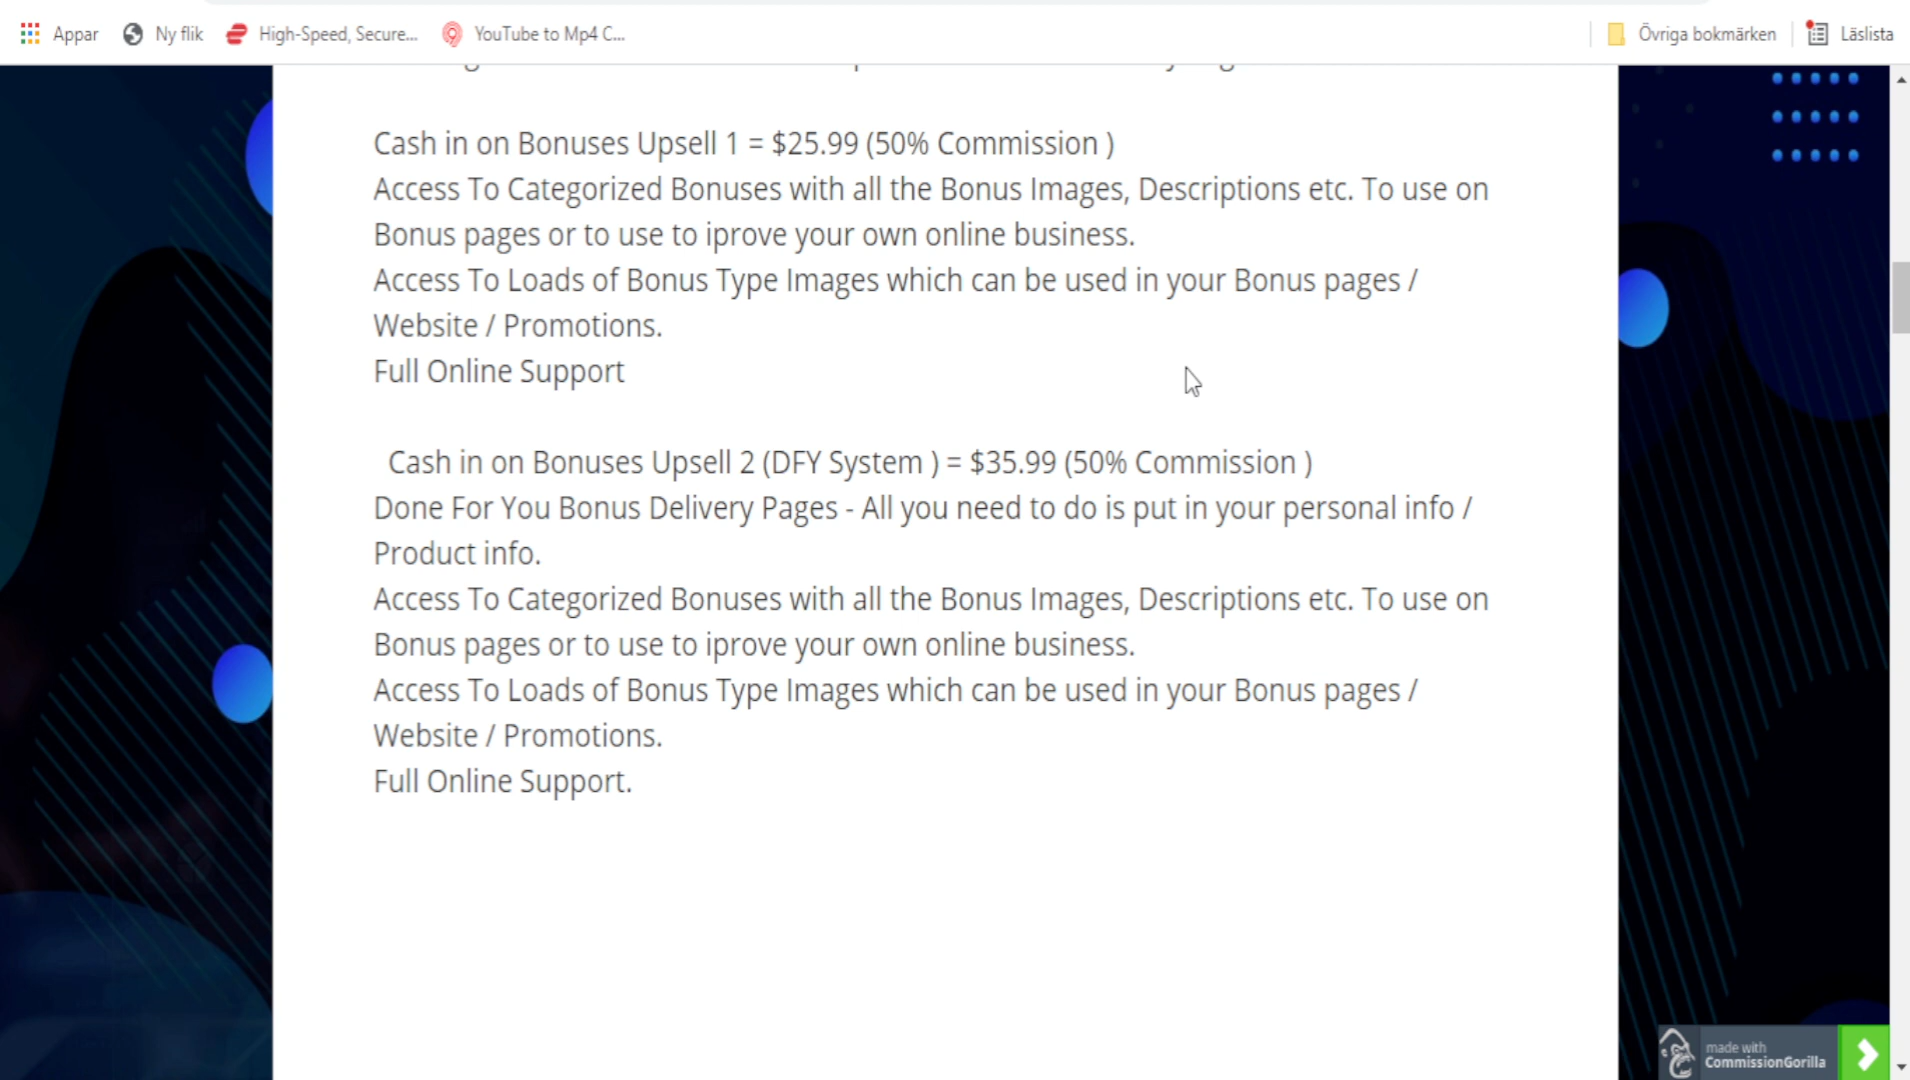 Appar Ny flik High-Speed, Secure... YouTube to Mp4 C... Övriga bokmärken Läslista
Cash in on Bonuses Upsell 1 = $25.99 (50% Commission )
Access To Categorized Bonuses with all the Bonus Images, Descriptions etc. To use on
Bonus pages or to use to iprove your own online business.
Access To Loads of Bonus Type Images which can be used in your Bonus pages /
Website / Promotions.
Full Online Support
Cash in on Bonuses Upsell 2 (DFY System ) = $35.99 (50% Commission )
Done For You Bonus Delivery Pages - All you need to do is put in your personal info /
Product info.
Access To Categorized Bonuses with all the Bonus Images, Descriptions etc. To use on
Bonus pages or to use to iprove your own online business.
Access To Loads of Bonus Type Images which can be used in your Bonus pages /
Website / Promotions.
Full Online Support.
made with
CommissionGorilla